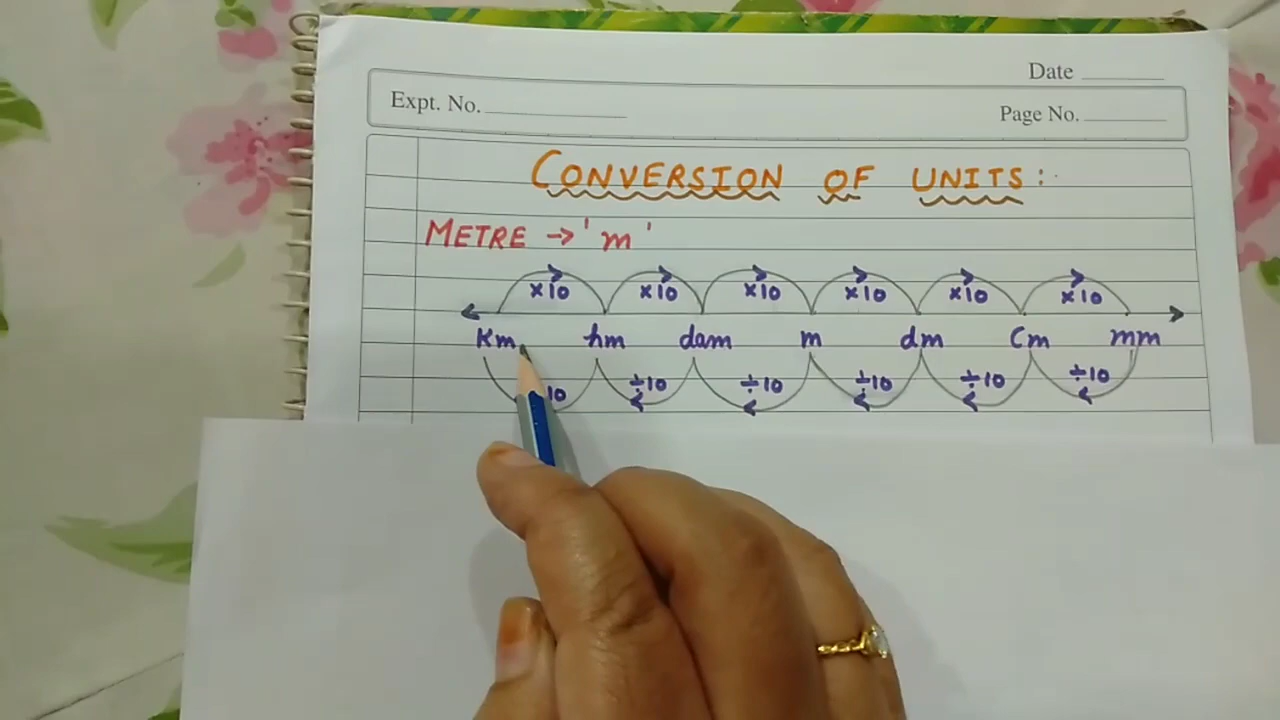 Date
Expt. No.
Page No.
CONVERSION OF UNITS:
METRE → 'm'
×10 ×10 ×10 ×10 ×10 ×10
Km hm dam m dm Cm mm
10 ÷10 ÷10 ÷10 ÷10 ÷10